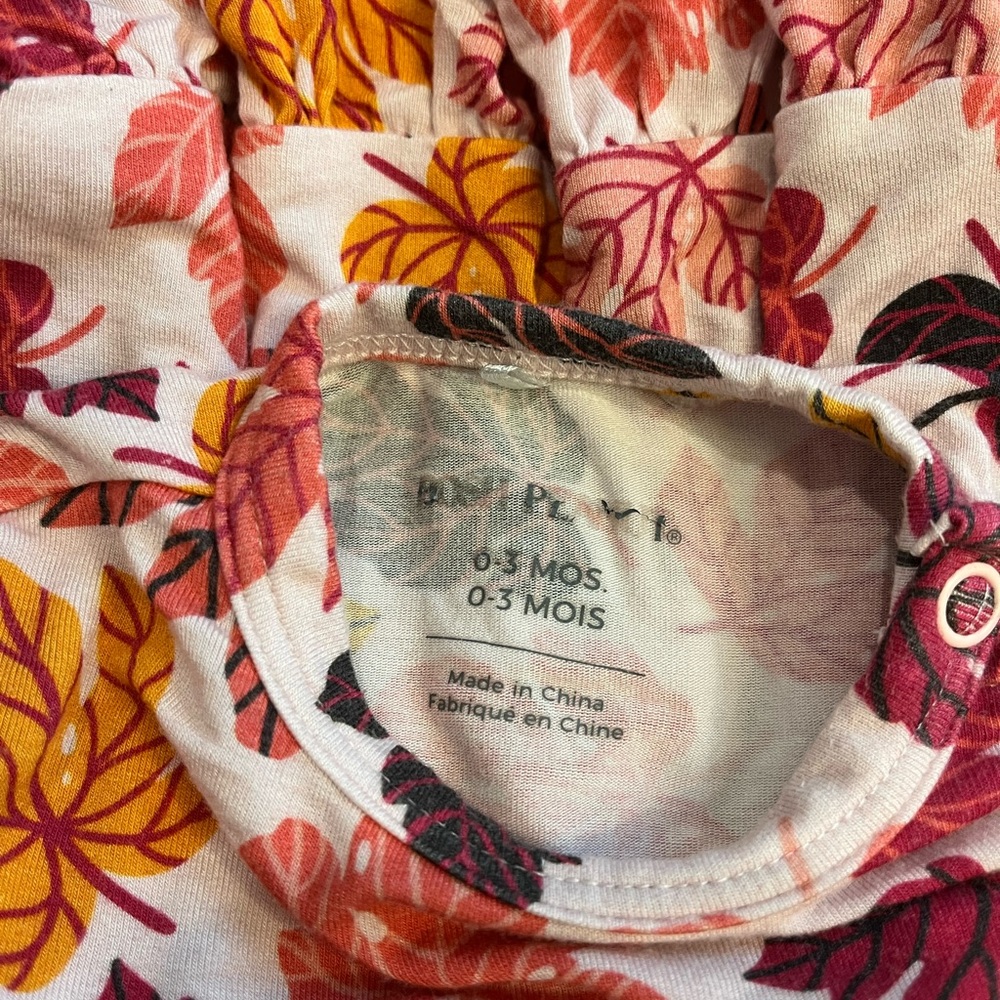 0-3 MOS.
0-3 MOIS
Made in China
Fabriqué en Chine